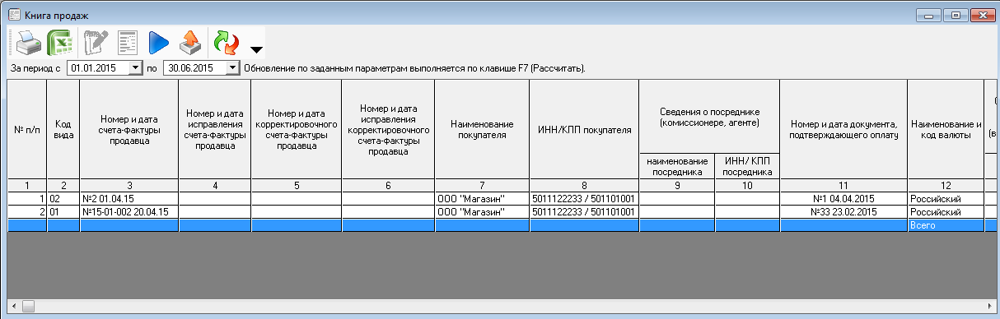 Книга продаж
За период с 01.01.2015 по 30.06.2015 Обновление по заданным параметрам выполняется по клавише F7 (Рассчитать).
№ п/п
Код
вида
Номер и дата
счета-фактуры
продавца
Номер и дата
исправления
счета-фактуры
продавца
Номер и дата
корректировочного
счета-фактуры
продавца
Номер и дата
исправления
корректировочного
счета-фактуры
продавца
Наименование
покупателя
ИНН/КПП покупателя
Сведения о посреднике
(комиссионере, агенте)
наименование
посредника
ИНН/ КПП
посредника
Номер и дата документа,
подтверждающего оплату
Наименование и
код валюты
(в
1 2 3 4 5 6 7 8 9 10 11 12
1 02 №2 01.04.15 ООО "Магазин" 5011122233 / 501101001 №1 04.04.2015 Российский
2 01 №15-01-002 20.04.15 ООО "Магазин" 5011122233 / 501101001 №33 23.02.2015 Российский
Всего